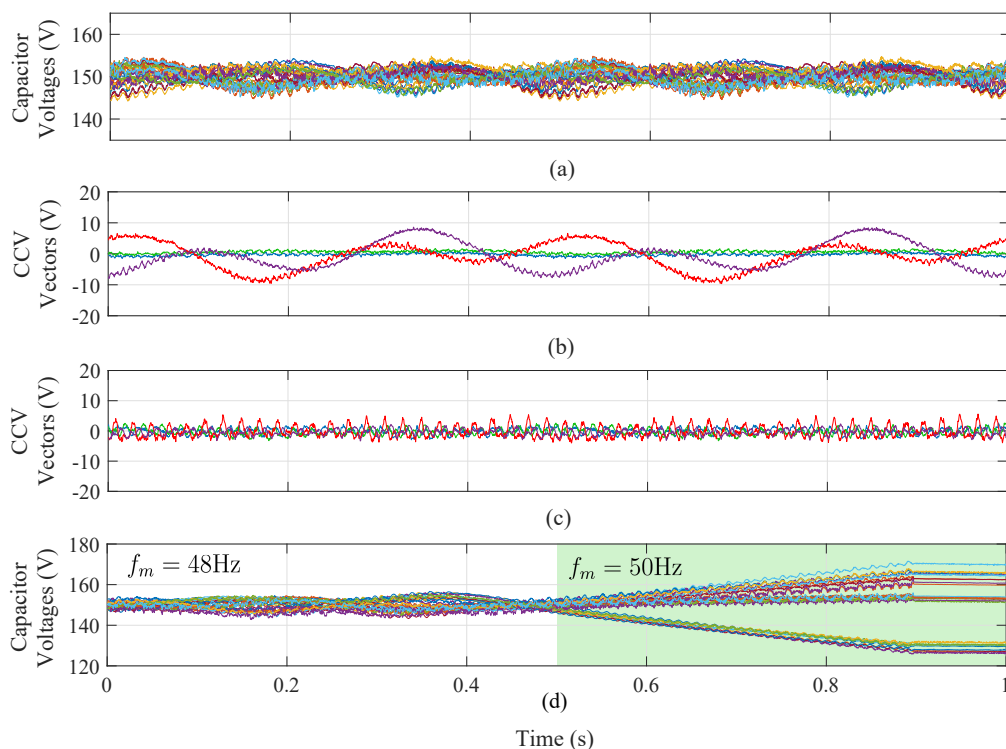 Capacitor
Voltages (V)
160
140
(a)
CCV
Vectors (V)
20
10
0
-10
-20
(b)
CCV
Vectors (V)
20
10
0
-10
-20
(c)
Capacitor
Voltages (V)
180
160
140
120
f_m = 48Hz
f_m = 50Hz
0
0.2
0.4
0.6
0.8
1
(d)
Time (s)